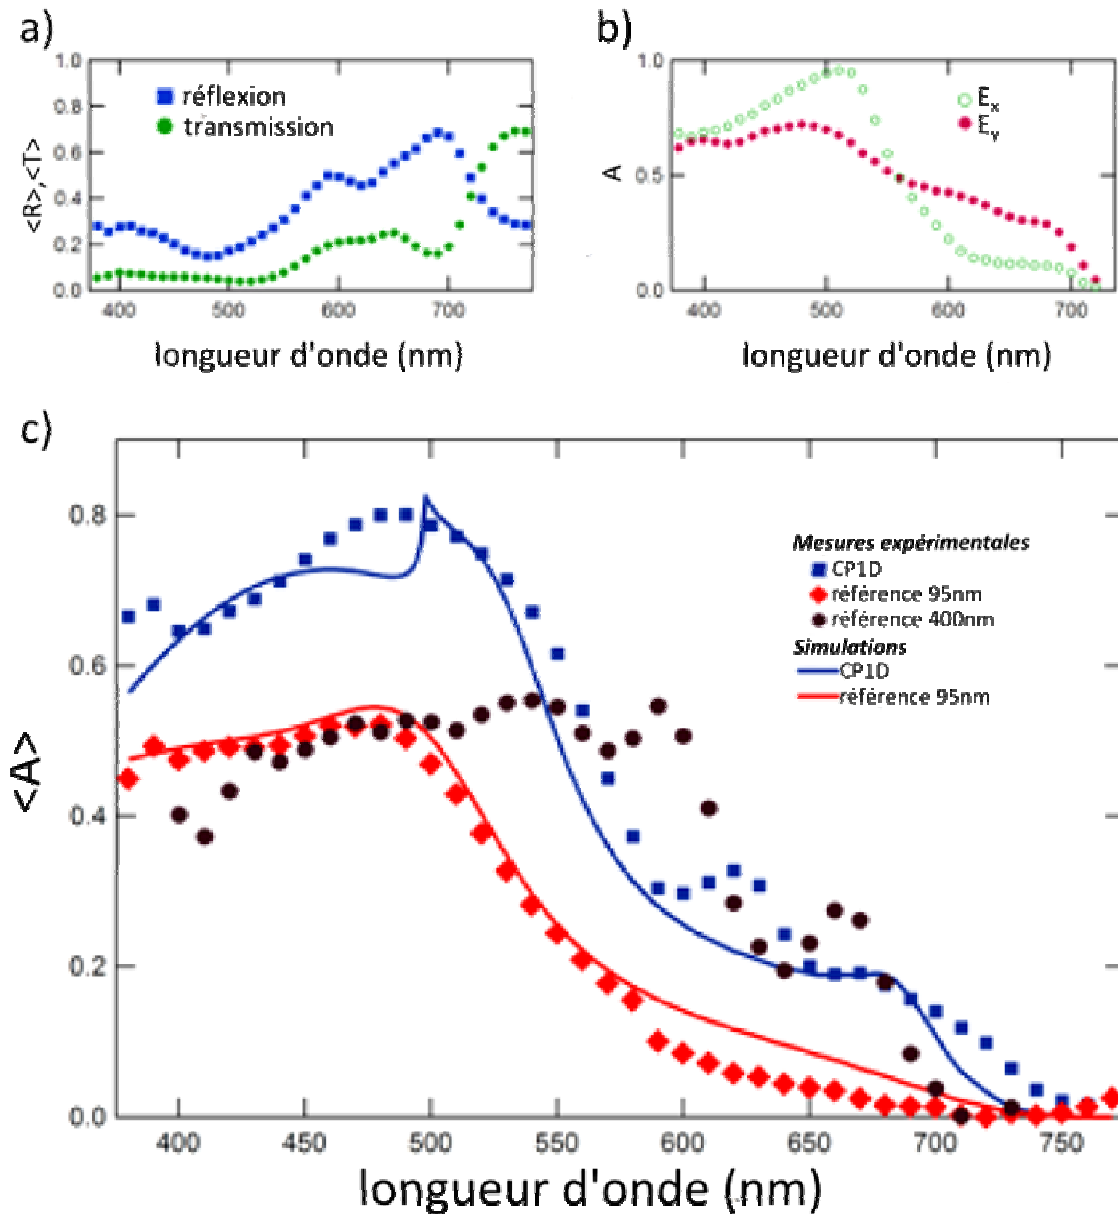 a)
1.0
0.8
0.6
0.4
0.2
0.0
<R>,<T>
réflexion
transmission
400
500
600
700
longueur d'onde (nm)
b)
1.0
0.5
0.0
A
Ex
Ey
400
500
600
700
longueur d'onde (nm)
c)
0.8
0.6
0.4
0.2
0.0
<A>
Mesures expérimentales
CP1D
référence 95nm
référence 400nm
Simulations
CP1D
référence 95nm
400
450
500
550
600
650
700
750
longueur d'onde (nm)